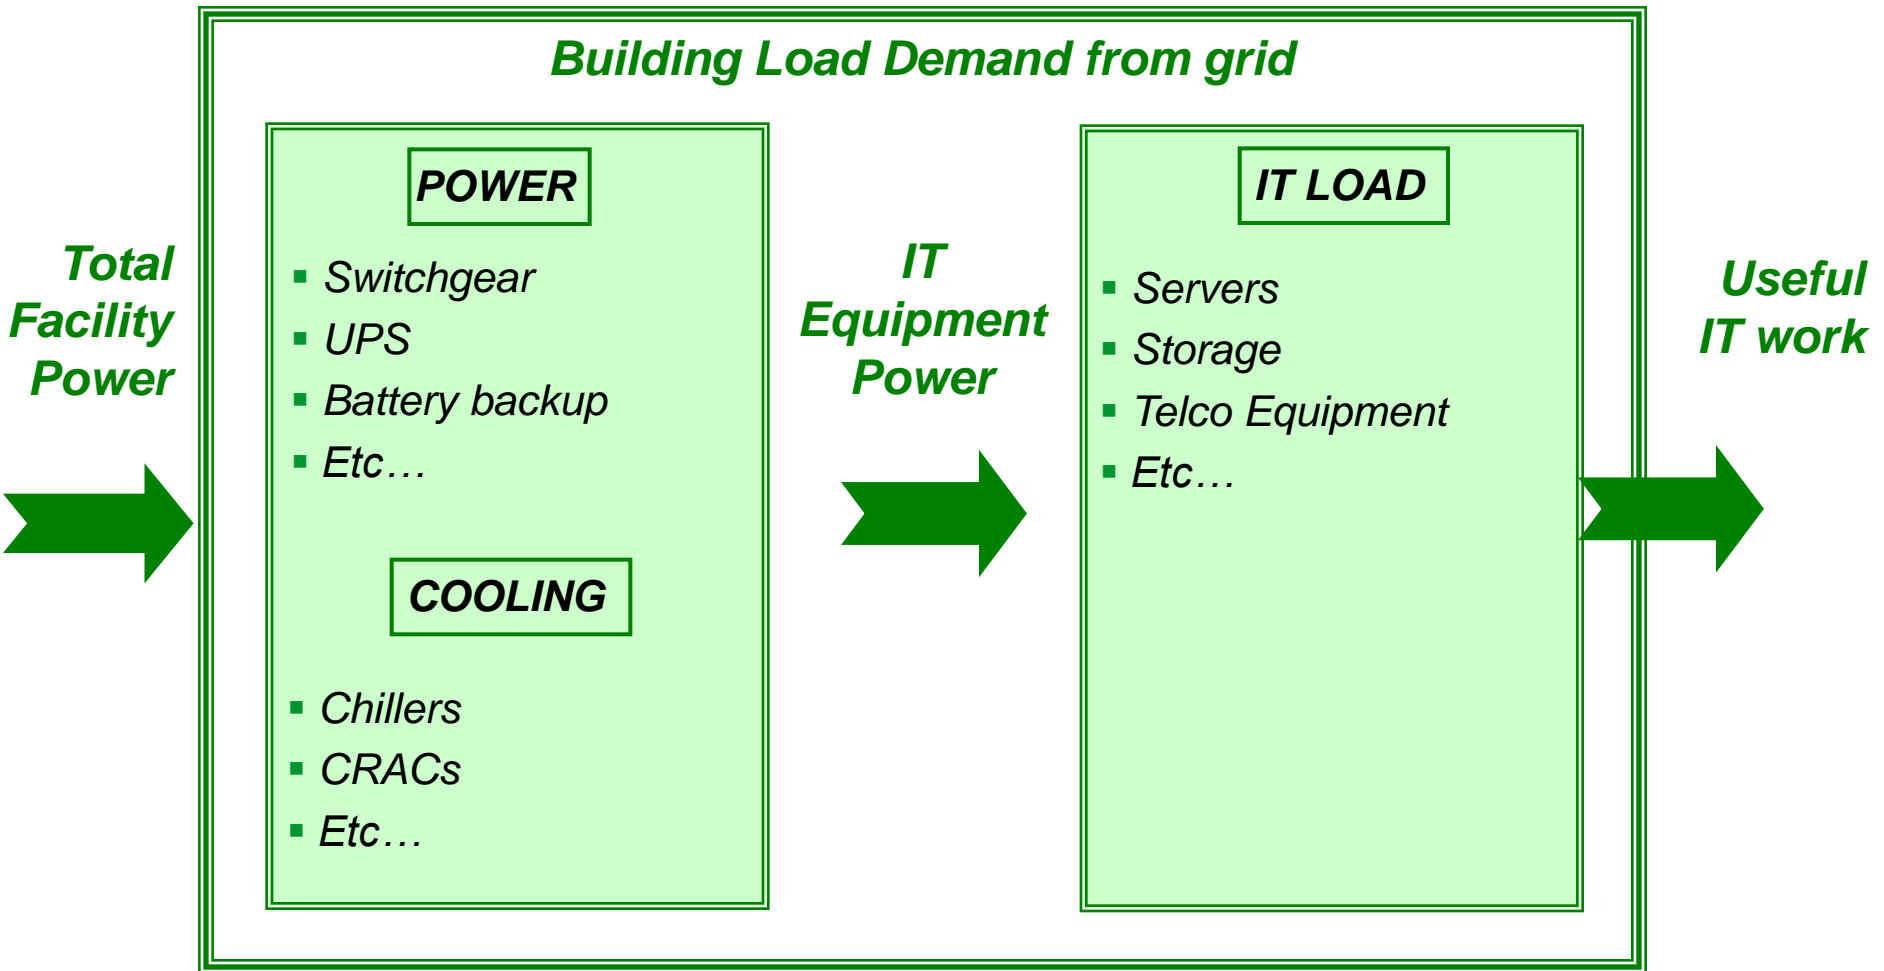 Building Load Demand from grid
Total
Facility
Power
POWER
Switchgear
UPS
Battery backup
Etc…
COOLING
Chillers
CRACs
Etc…
IT
Equipment
Power
IT LOAD
Servers
Storage
Telco Equipment
Etc…
Useful
IT work